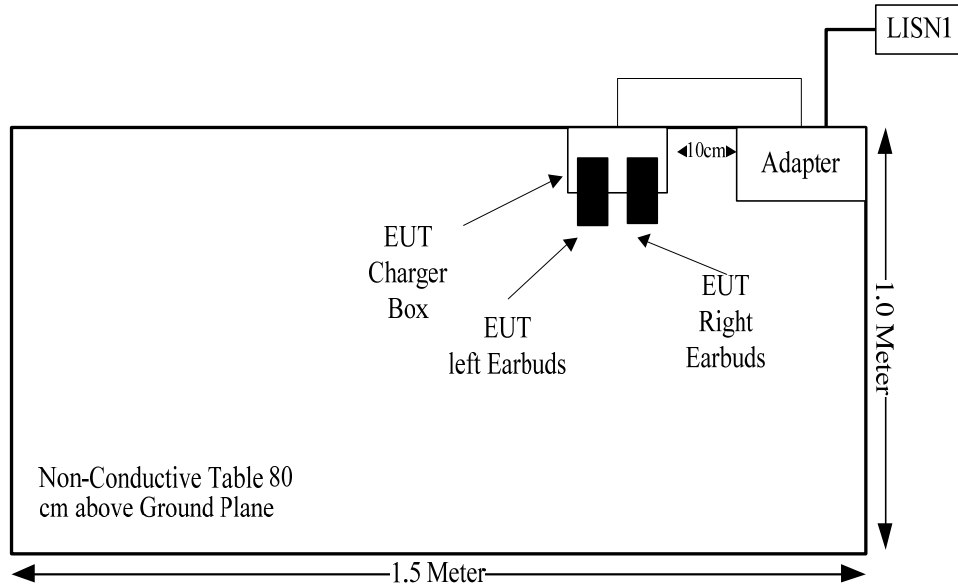 LISN1
10cm
Adapter
EUT
Charger
Box
EUT
left Earbuds
EUT
Right
Earbuds
1.0 Meter
Non-Conductive Table 80
cm above Ground Plane
1.5 Meter